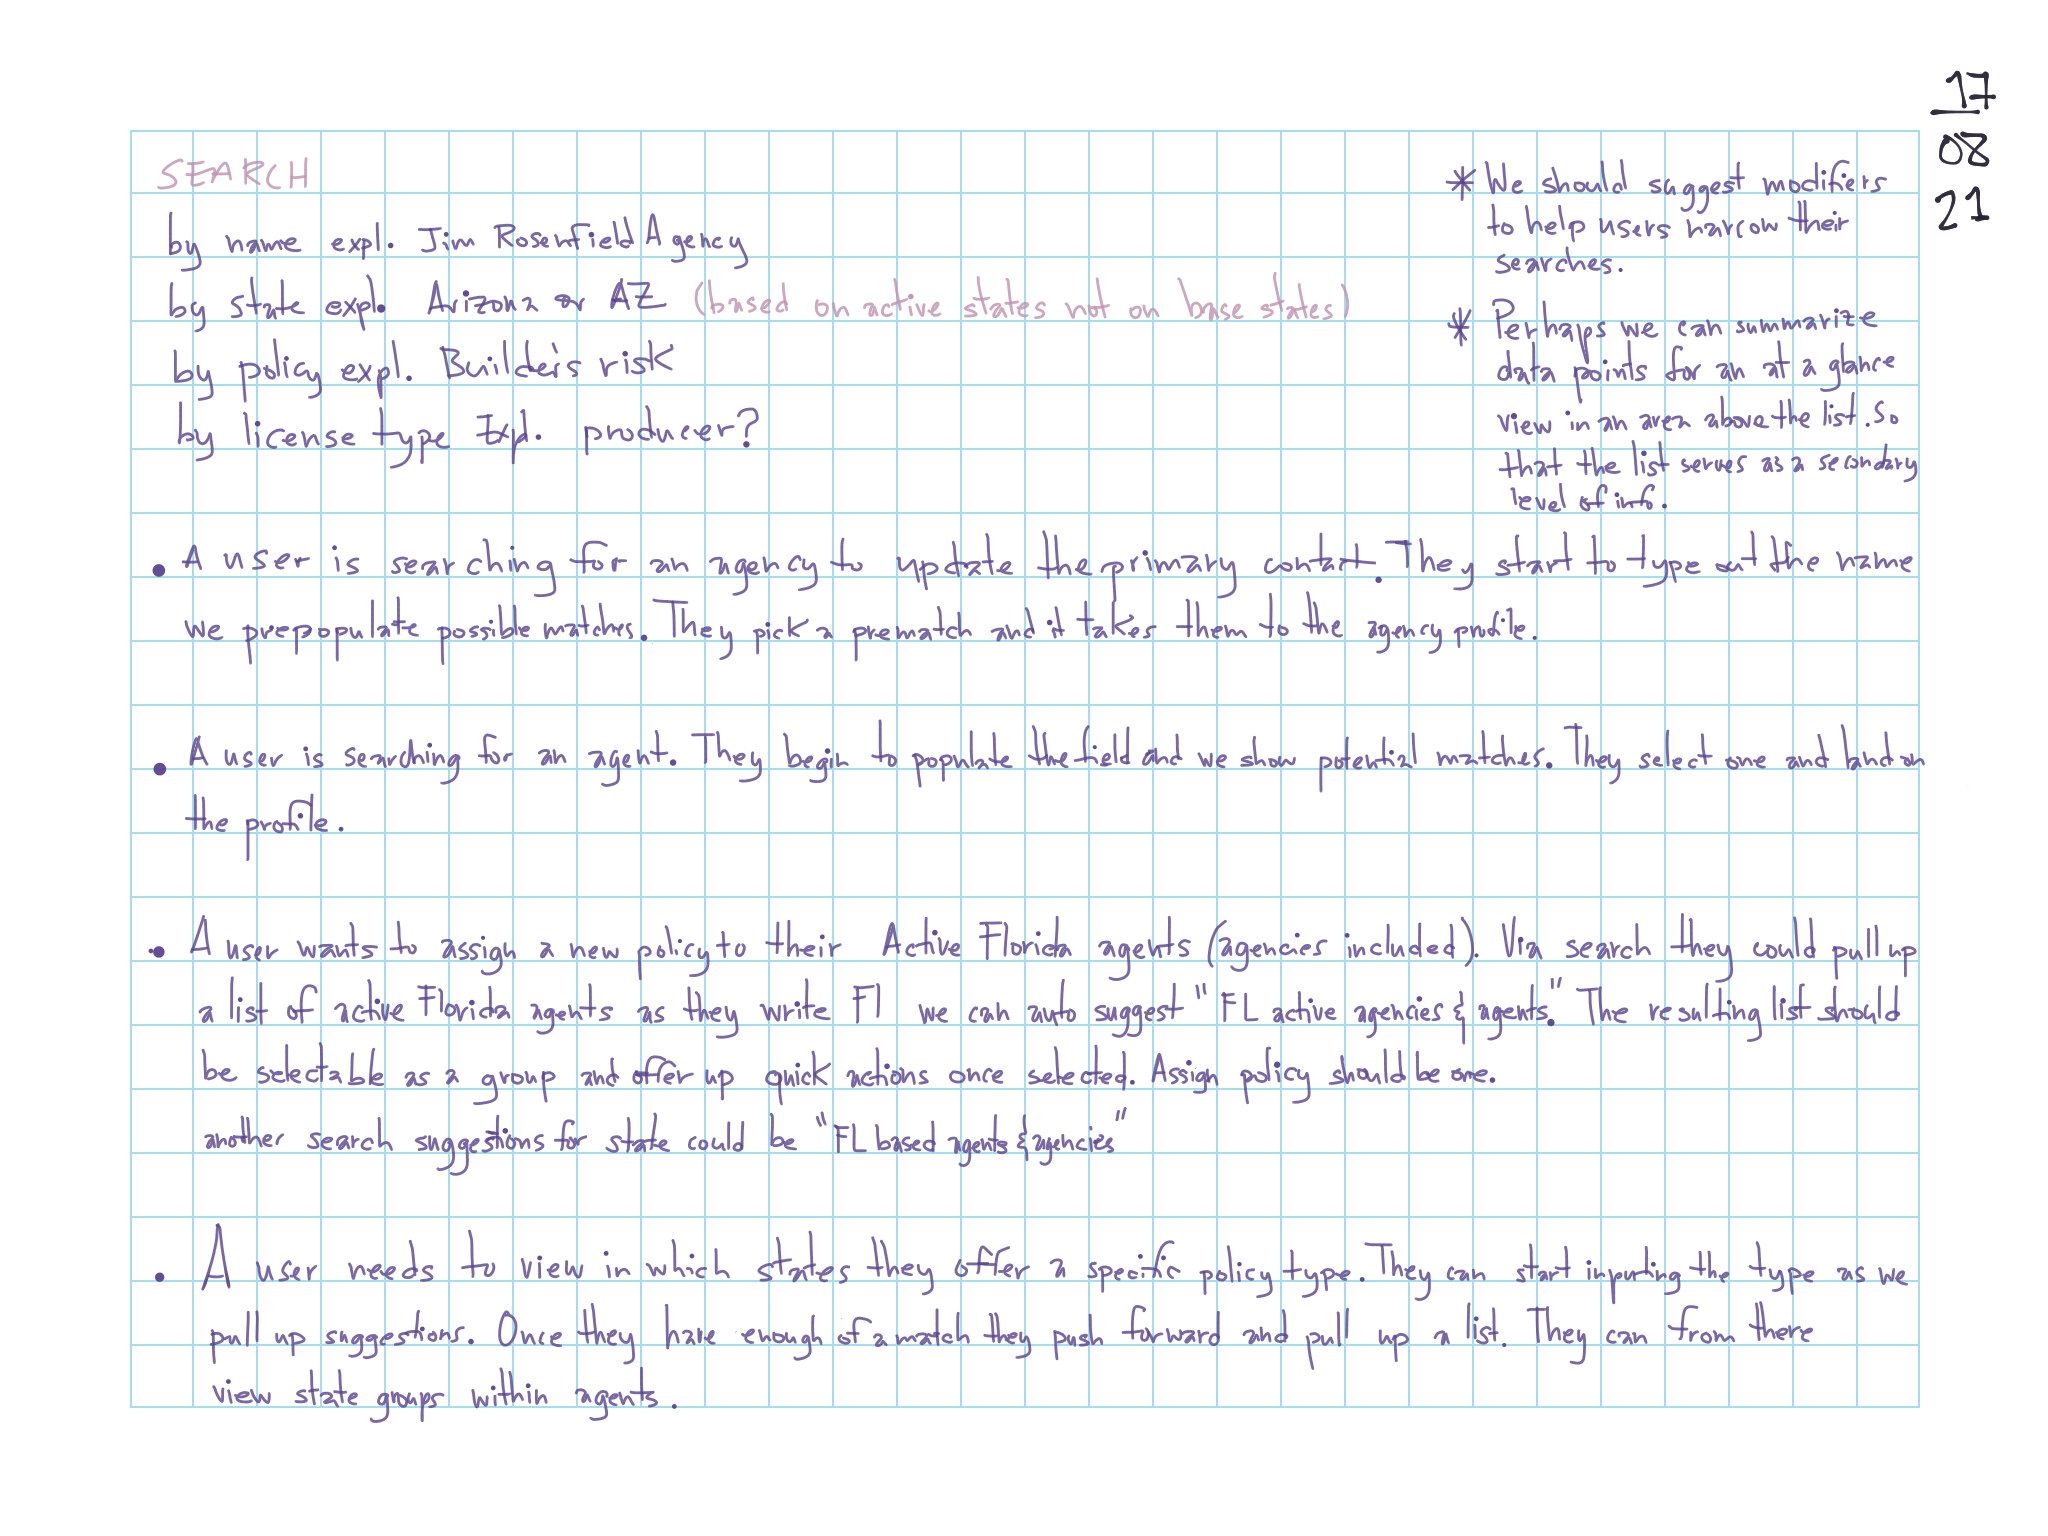 17
08
21
SEARCH
by name expl. Jim Rosenfield Agency
by state expl. Arizona or AZ (based on active states not on base states)
by policy expl. Builde's risk
by license type Expl. producer?
* We should suggest modifiers
to help users narrow their
searches.
* Perhaps we can summarize
data points for an at a glance
view in an area above the list. So
that the list serves as a secondary
level of info.
• A user is searching for an agency to update the primary contact. They start to type out the name
we prepopulate possible matches. They pick a prematch and it takes them to the agency profile.
• A user is searching for an agent. They begin to populate the field and we show potential matches. They select one and land on
the profile.
• A user wants to assign a new policy to their Active Florida agents (agencies included). Via search they could pull up
a list of active Florida agents as they write Fl we can auto suggest "FL active agencies & agents." The resulting list should
be selectable as a group and offer up quick actions once selected. Assign policy should be one.
another search suggestions for state could be "FL based agents & agencies"
• A user needs to view in which states they offer a specific policy type. They can start inputing the type as we
pull up suggestions. Once they have enough of a match they push forward and pull up a list. They can from there
view state groups within agents.